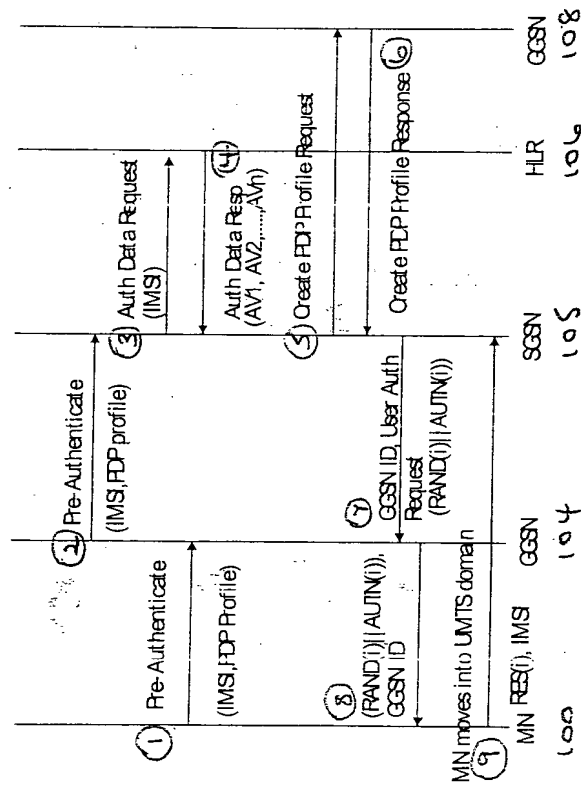 1 Pre-Authenticate
(IMSI,PDP Profile)
2 Pre-Authenticate
(IMSI,PDP profile)
3 Auth Data Request
(IMSI)
4
Auth Data Resp
(AV1, AV2,......,AVn)
5 Create PDP Profile Request
Create PDP Profile Response 6
7
GGSN ID, User Auth
Request
(RAND(i)||AUTN(i))
8
(RAND(i)||AUTN(i)),
GGSN ID
MN moves into UMTS domain
9
RES(i), IMSI
MN
GGSN
SGSN
HLR
GGSN
100
104
105
106
108